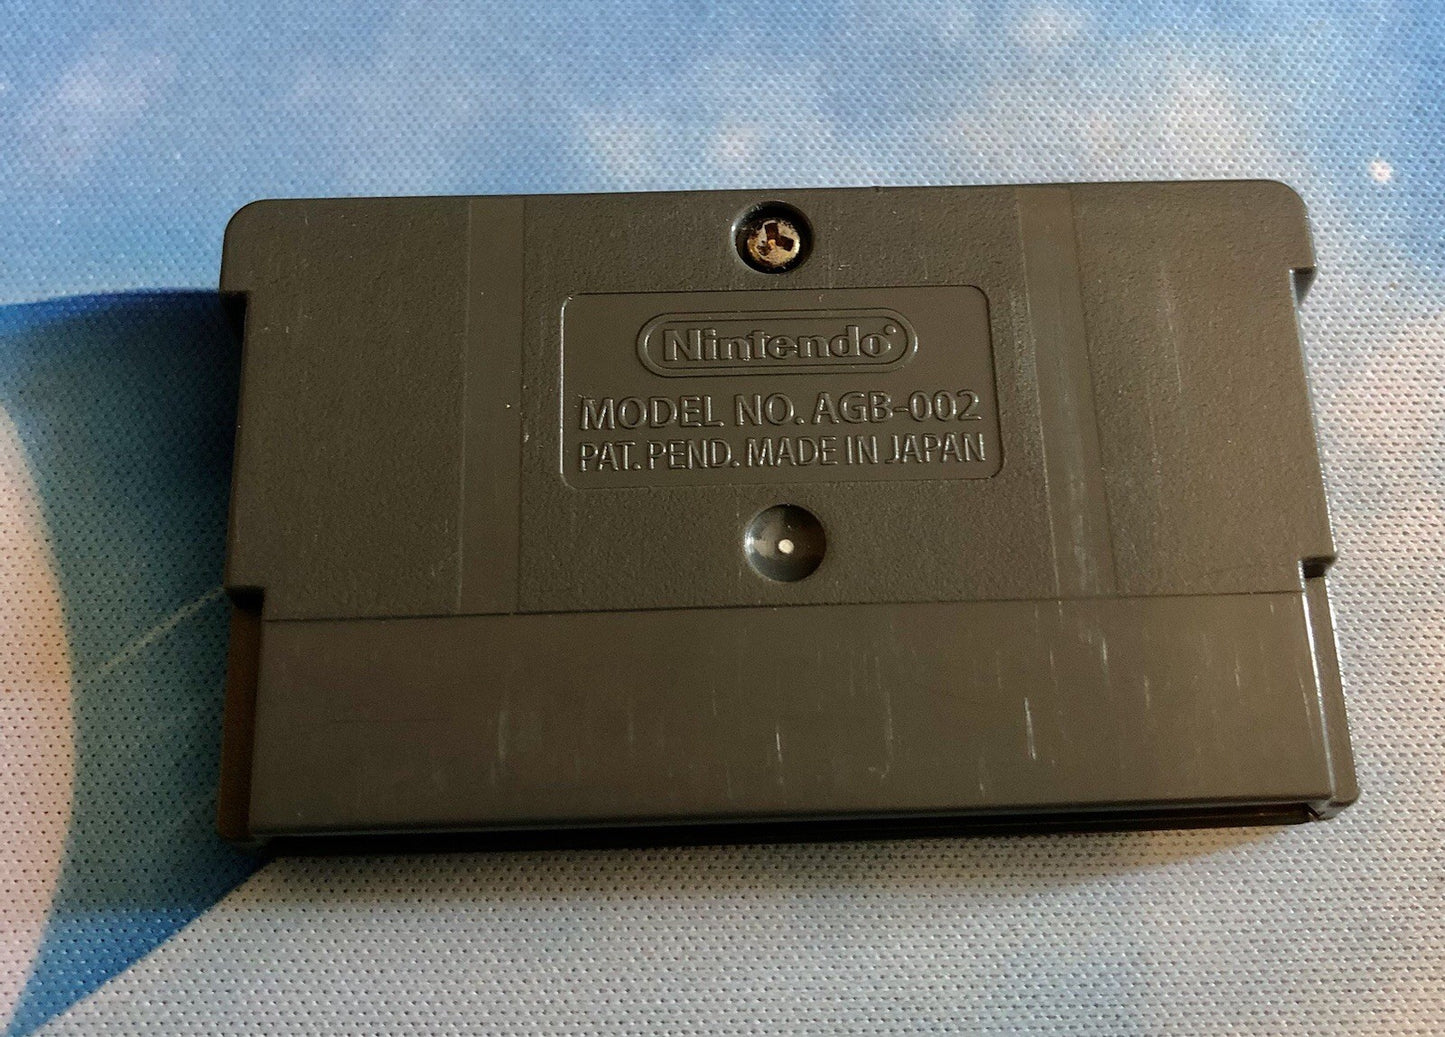 Nintendo
MODEL NO. AGB-002
PAT. PEND. MADE IN JAPAN